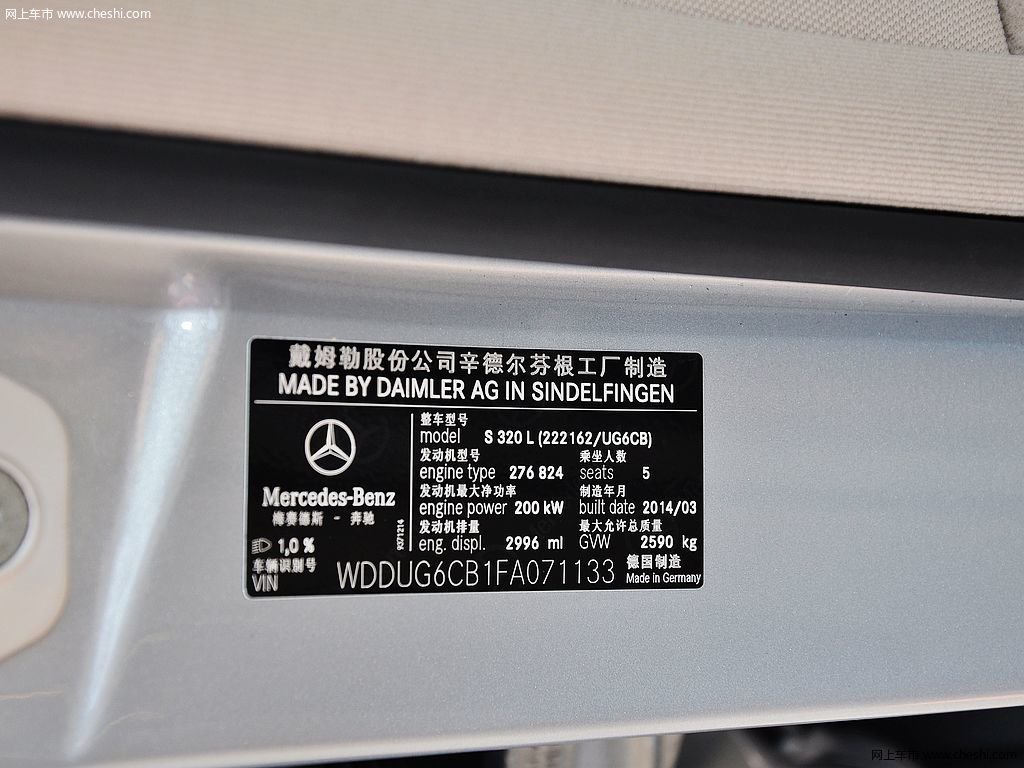 网上车市 www.cheshi.com
戴姆勒股份公司辛德尔芬根工厂制造
MADE BY DAIMLER AG IN SINDELFINGEN
整车型号
model S 320 L (222162/UG6CB)
发动机型号 乘坐人数
engine type 276 824 seats 5
发动机最大净功率 制造年月
engine power 200 kW built date 2014/03
发动机排量 最大允许总质量
eng. displ. 2996 ml GVW 2590 kg
Mercedes-Benz
梅赛德斯 - 奔驰
1,0 %
9371214
车辆识别号
VIN WDDUG6CB1FA071133
德国制造
Made in Germany
网上车市 www.cheshi.com